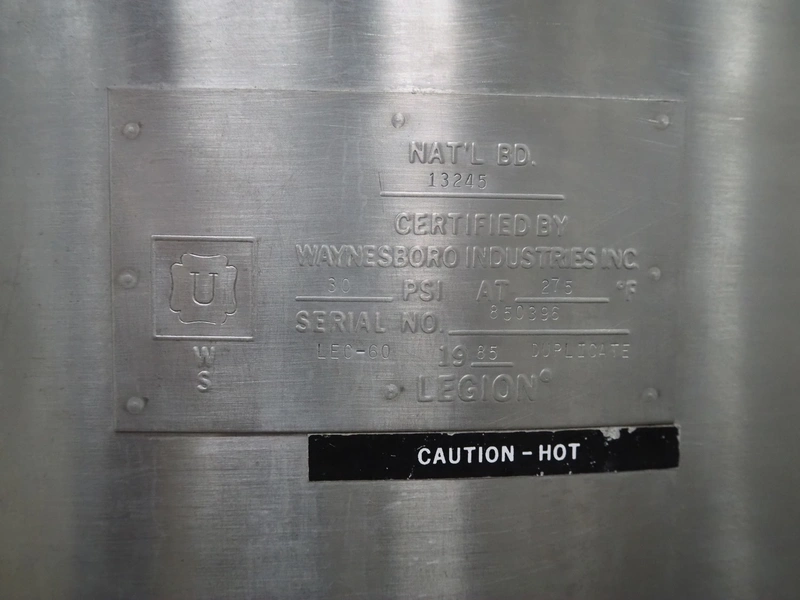 NAT'L BD.
13245
CERTIFIED BY
WAYNESBORO INDUSTRIES INC
U
30 PSI AT 275 °F
SERIAL NO. 850396
W
LEC-60 1985 DUPLICATE
S
LEGION®
CAUTION - HOT